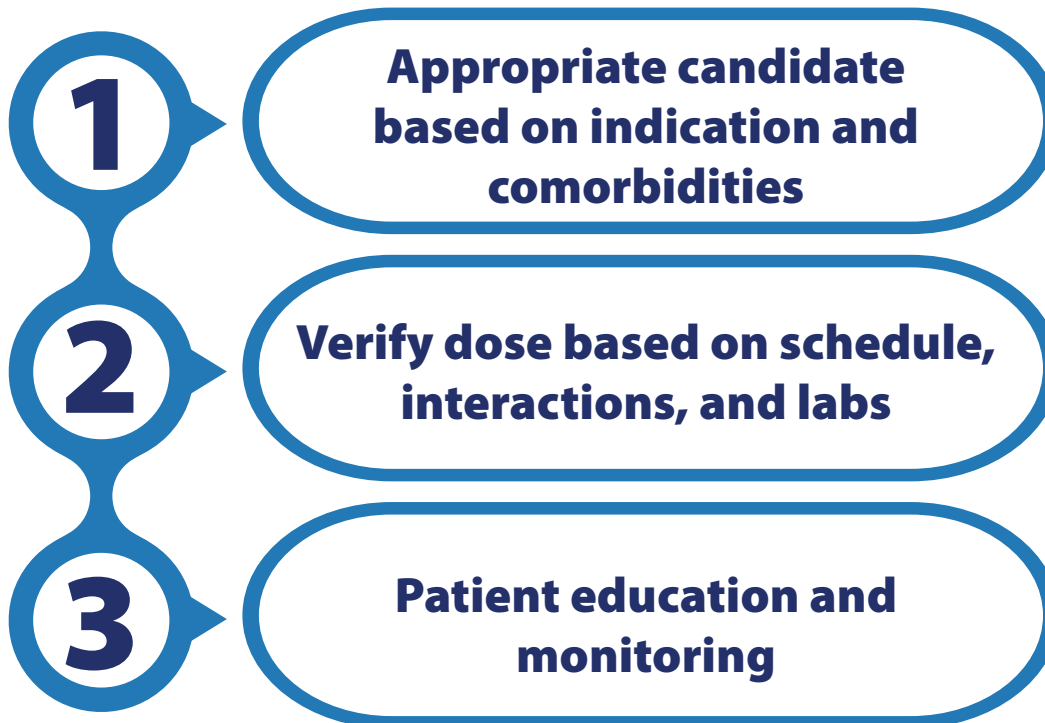 1
Appropriate candidate
based on indication and
comorbidities
2
Verify dose based on schedule,
interactions, and labs
3
Patient education and
monitoring